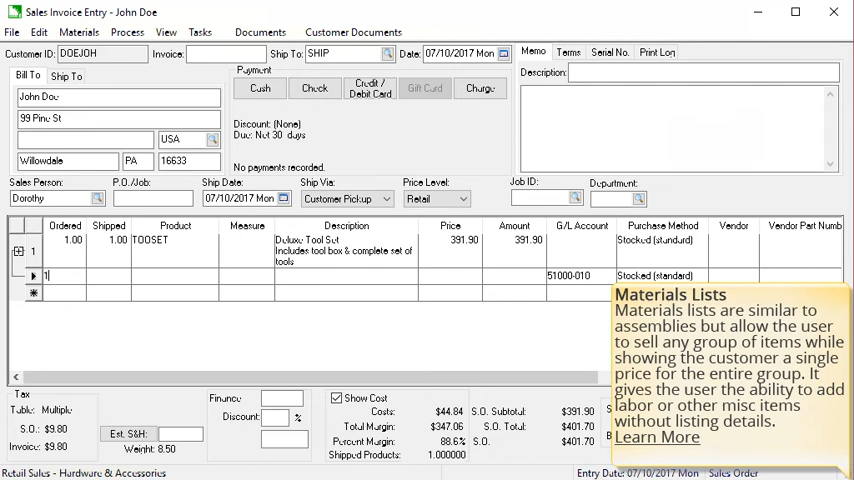 Sales Invoice Entry - John Doe
File Edit Materials Process View Tasks Documents Customer Documents
Customer ID: DOEJOH Invoice: Ship To: SHIP Date: 07/10/2017 Mon
Memo Terms Serial No. Print Log
Bill To Ship To
Payment
Description:
Cash Check Credit / Debit Card Gift Card Charge
John Doe
99 Pine St
USA
Willowdale PA 16633
Discount: (None)
Due: Net 30 days
No payments recorded.
Sales Person: P.O./Job: Ship Date: Ship Via: Price Level: Job ID: Department:
Dorothy 07/10/2017 Mon Customer Pickup Retail
Ordered Shipped Product Measure Description Price Amount G/L Account Purchase Method Vendor Vendor Part Numb
1 1.00 1.00 TOOSET Deluxe Tool Set 391.90 391.90 Stocked (standard)
Includes tool box & complete set of
tools
1 51000-010 Stocked (standard)
Materials Lists
Materials lists are similar to
assemblies but allow the user
to sell any group of items while
showing the customer a single
price for the entire group. It
gives the user the ability to add
labor or other misc items
without listing details.
Learn More
Tax
Table: Multiple
S.O.: $9.80
Invoice: $9.80
Est. S&H:
Weight: 8.50
Finance
Discount: %
Show Cost
Costs: $44.84
Total Margin: $347.06
Percent Margin: 88.6%
Shipped Products: 1.000000
S.O. Subtotal: $391.90
S.O. Total: $401.70
S.O. $401.70
Retail Sales - Hardware & Accessories Entry Date: 07/10/2017 Mon Sales Order